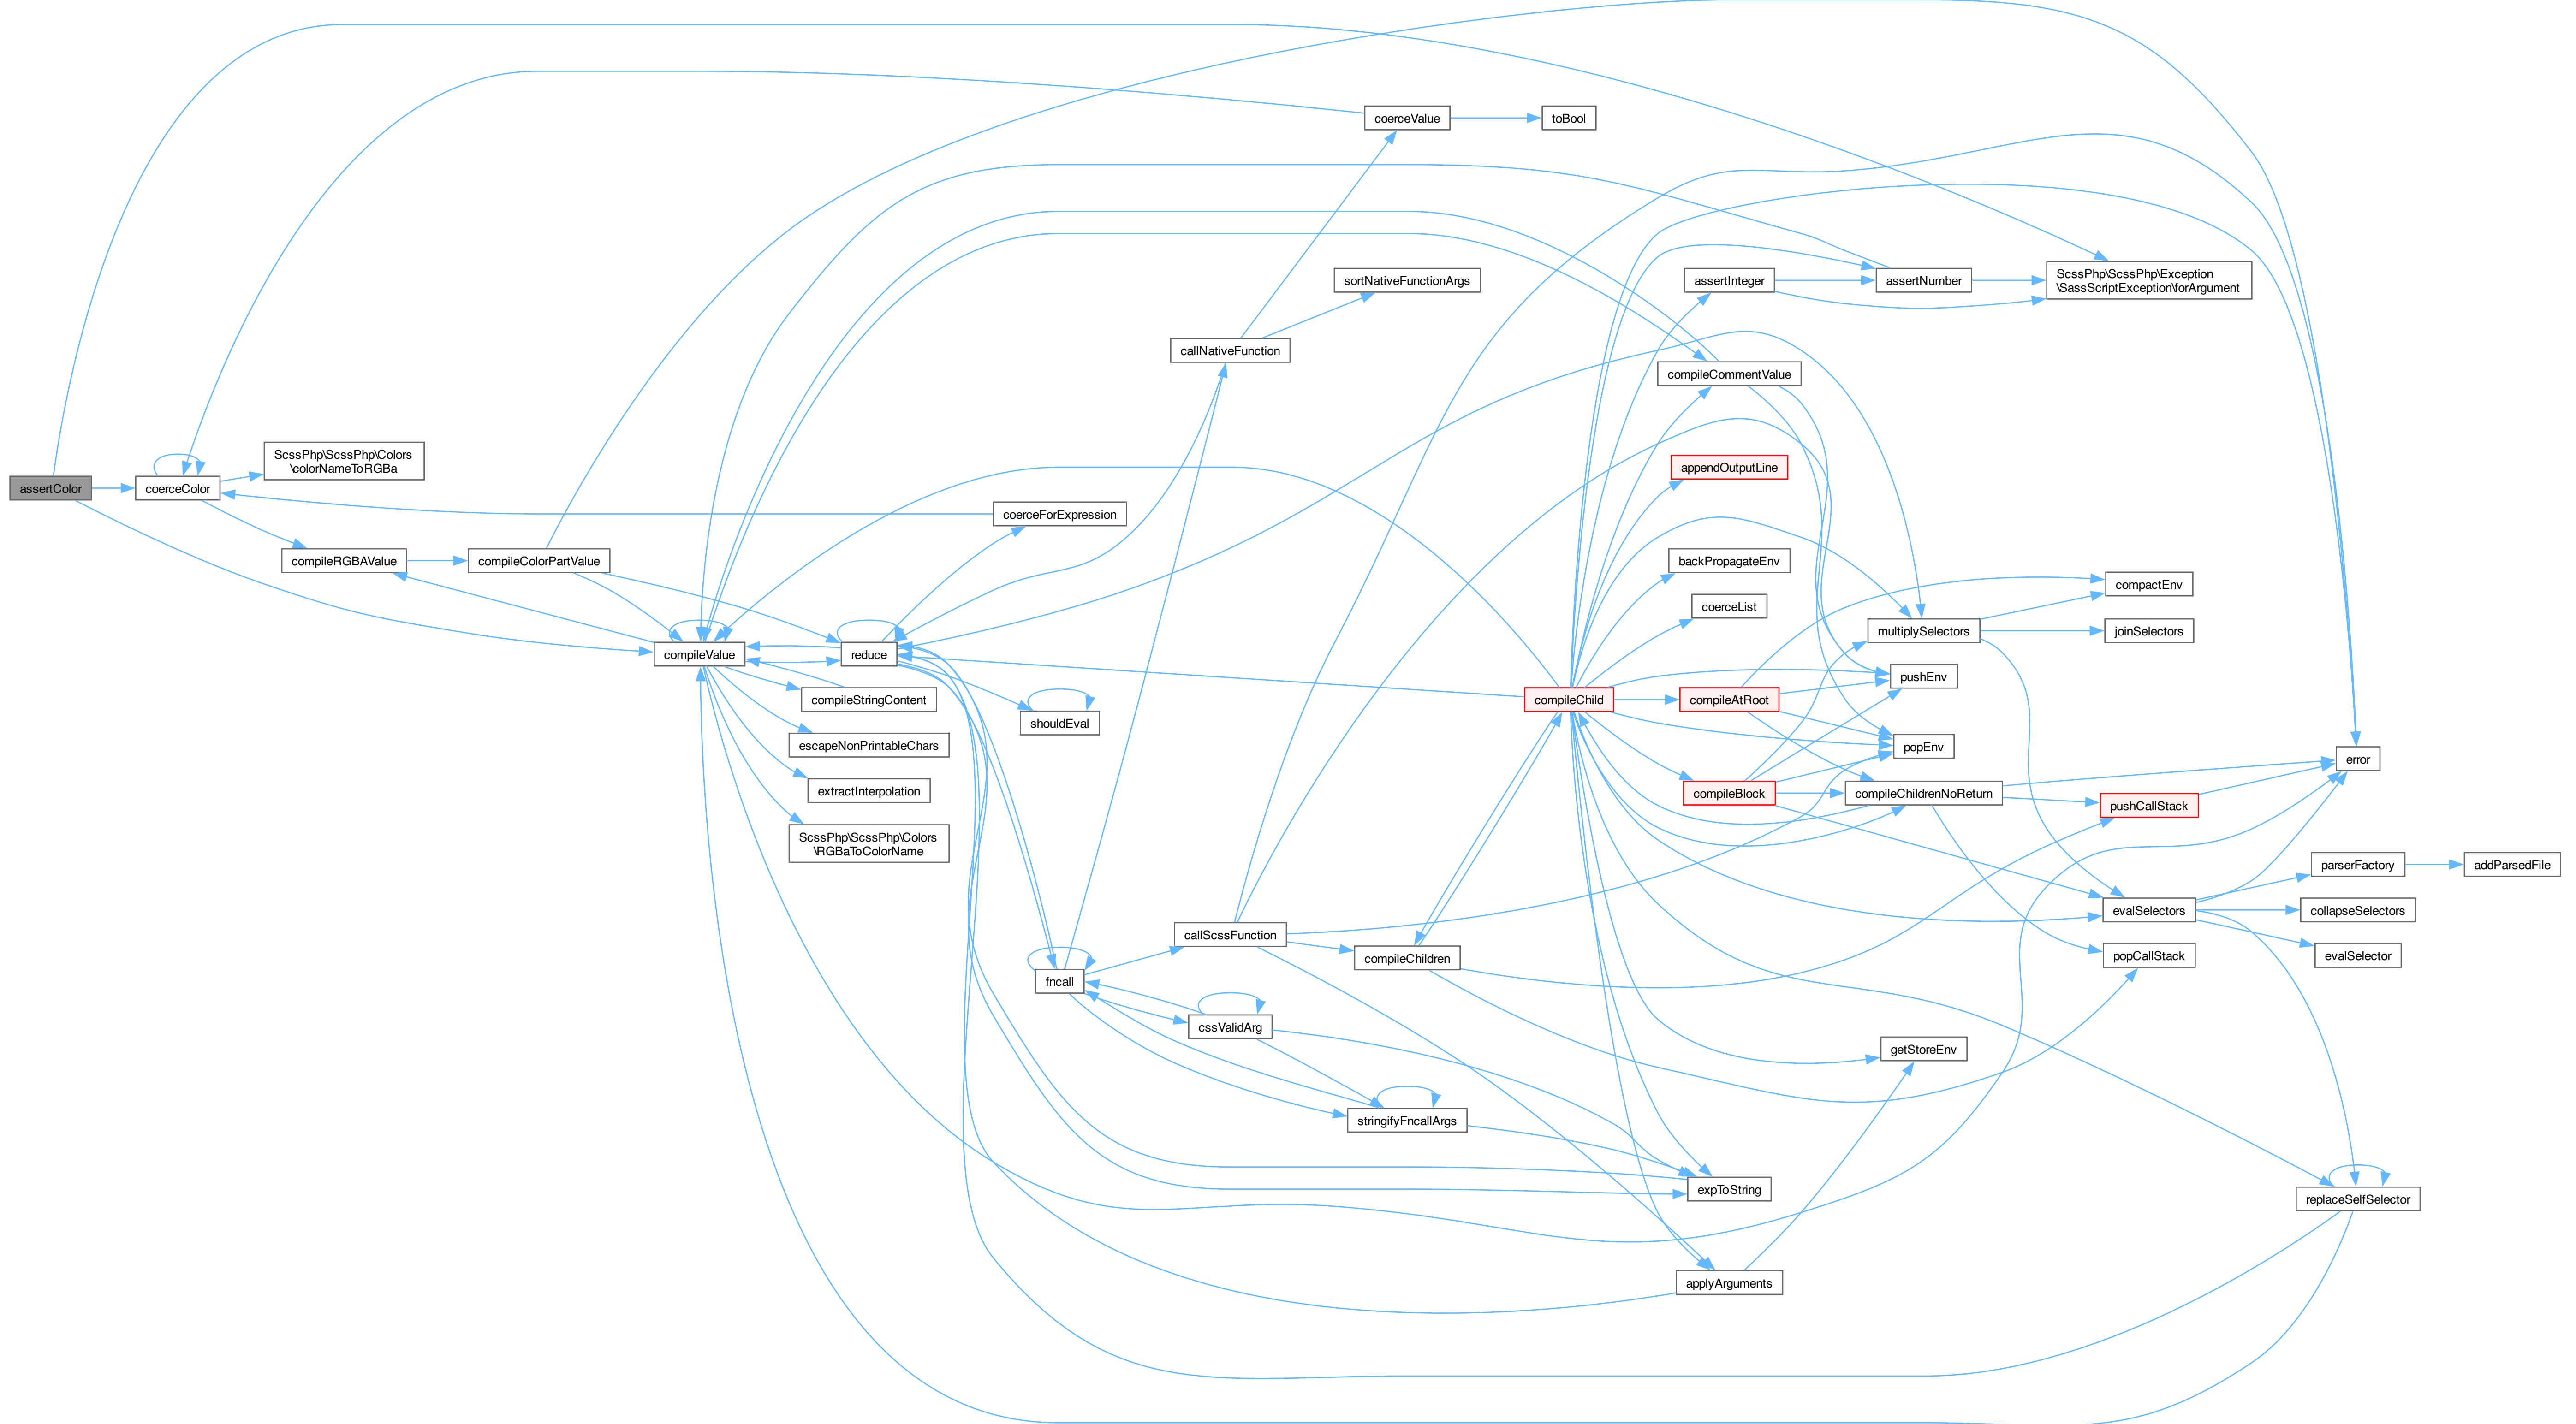 coerceValue
toBool
sortNativeFunctionArgs
assertInteger
assertNumber
ScssPhp\ScssPhp\Exception
\SassScriptException\forArgument
callNativeFunction
compileCommentValue
ScssPhp\ScssPhp\Colors
\colorNameToRGBa
appendOutputLine
assertColor
coerceColor
coerceForExpression
compileRGBAValue
compileColorPartValue
backPropagateEnv
compactEnv
coerceList
multiplySelectors
joinSelectors
compileValue
reduce
pushEnv
compileStringContent
compileChild
compileAtRoot
shouldEval
escapeNonPrintableChars
popEnv
error
extractInterpolation
compileBlock
compileChildrenNoReturn
pushCallStack
ScssPhp\ScssPhp\Colors
\RGBaToColorName
parserFactory
addParsedFile
evalSelectors
collapseSelectors
callScssFunction
compileChildren
popCallStack
evalSelector
fncall
cssValidArg
getStoreEnv
stringifyFncallArgs
expToString
replaceSelfSelector
applyArguments